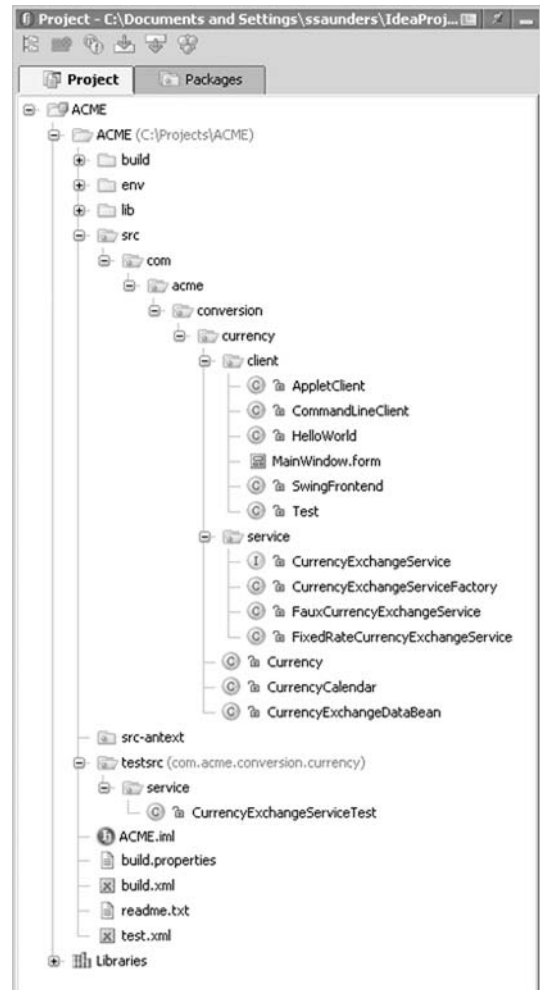 Project - C:\Documents and Settings\ssaunders\IdeaProj...
Project
Packages
ACME
ACME (C:\Projects\ACME)
build
env
lib
src
com
acme
conversion
currency
client
C AppletClient
C CommandLineClient
C HelloWorld
MainWindow.form
C SwingFrontend
C Test
service
I CurrencyExchangeService
C CurrencyExchangeServiceFactory
C FauxCurrencyExchangeService
C FixedRateCurrencyExchangeService
C Currency
C CurrencyCalendar
C CurrencyExchangeDataBean
src-antext
testsrc (com.acme.conversion.currency)
service
C CurrencyExchangeServiceTest
ACME.iml
build.properties
build.xml
readme.txt
test.xml
Libraries